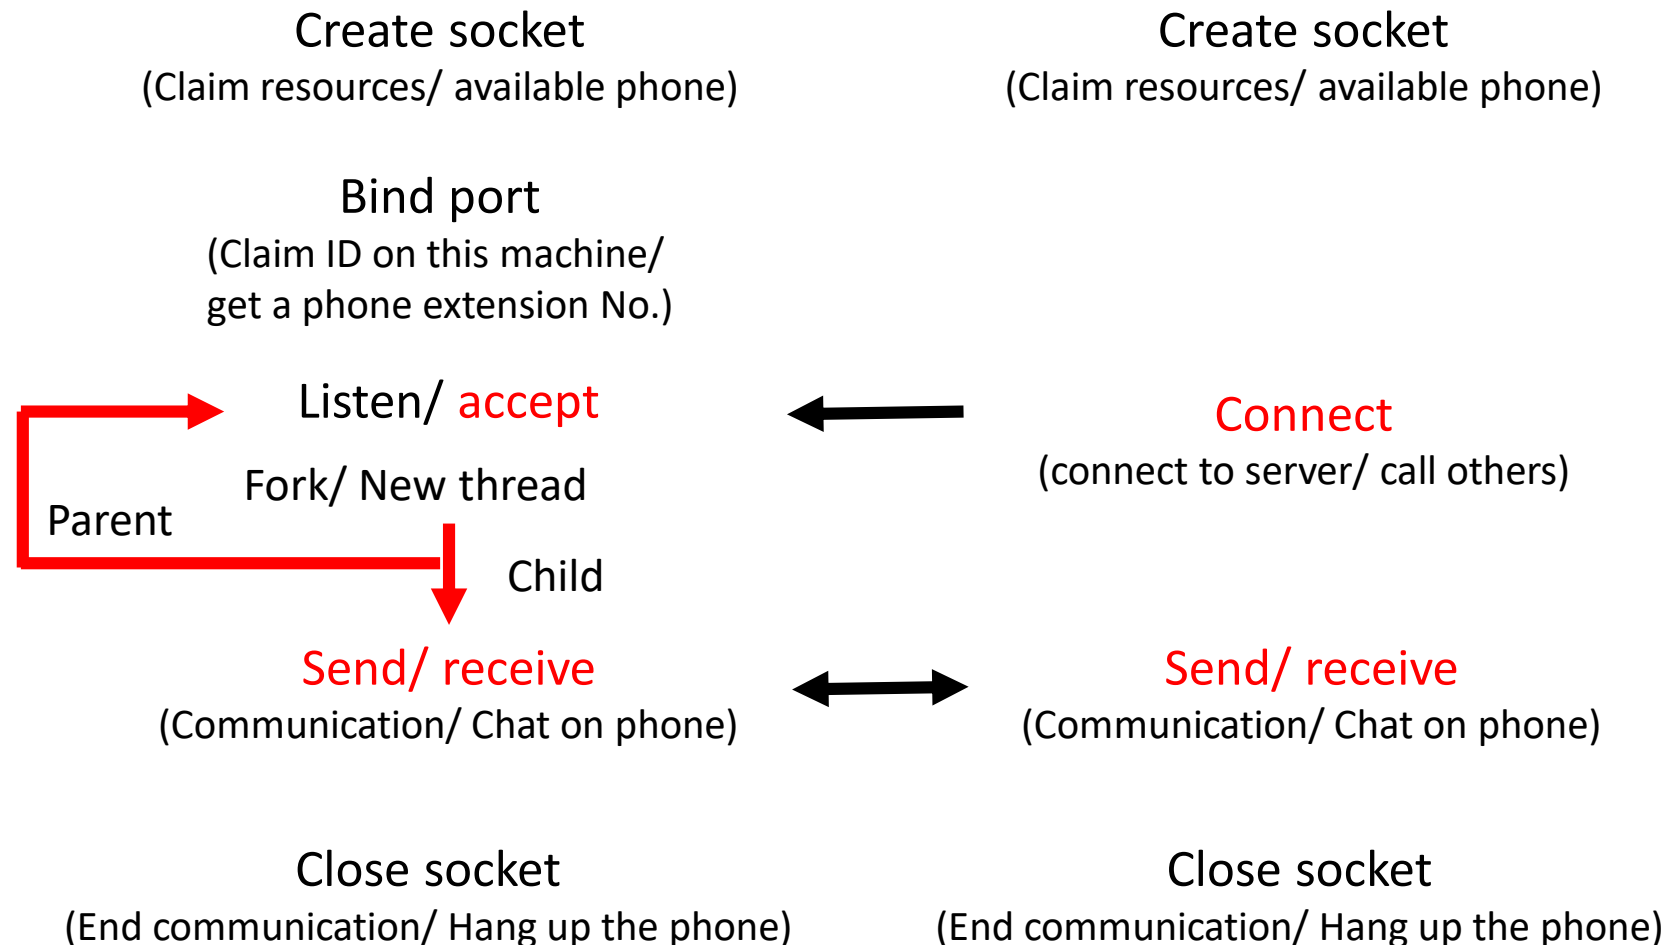 Create socket
(Claim resources/ available phone)
Bind port
(Claim ID on this machine/
get a phone extension No.)
Listen/ accept
Fork/ New thread
Parent
Child
Send/ receive
(Communication/ Chat on phone)
Close socket
(End communication/ Hang up the phone)
Create socket
(Claim resources/ available phone)
Connect
(connect to server/ call others)
Send/ receive
(Communication/ Chat on phone)
Close socket
(End communication/ Hang up the phone)